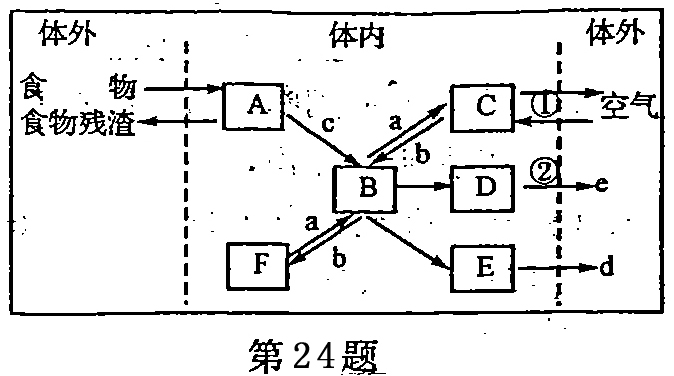 体外 体内 体外
食物 A C ① 空气
食物残渣 c a b
B D ② e
a b
F E d
第24题